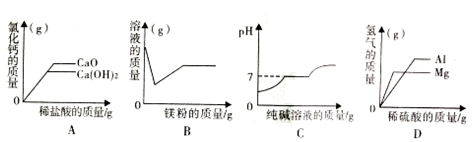 氯化钙的质量
(g)
CaO
Ca(OH)₂
0
稀盐酸的质量/g
A
溶液的质量
(g)
0
镁粉的质量/g
B
pH
7
0
纯碱溶液的质量/g
C
氢气的质量
(g)
Al
Mg
0
稀硫酸的质量/g
D